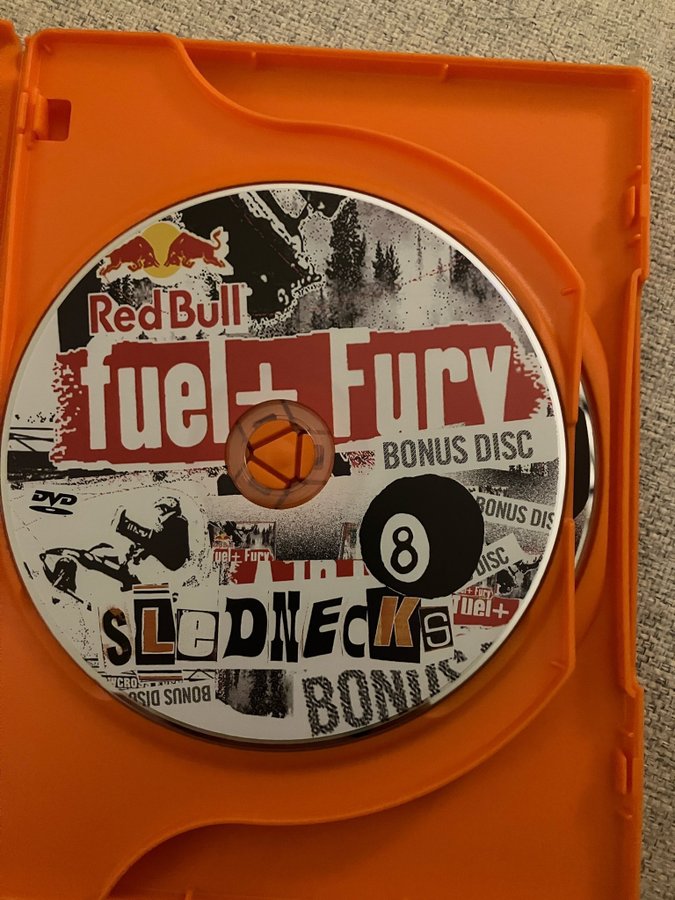 Red Bull
fuel+ Fury
BONUS DISC
DVD
8
BONUS DIS
fuel+ Fury
DISC
fuel+
SLeDNECKS
BONUS DISC
BONUS